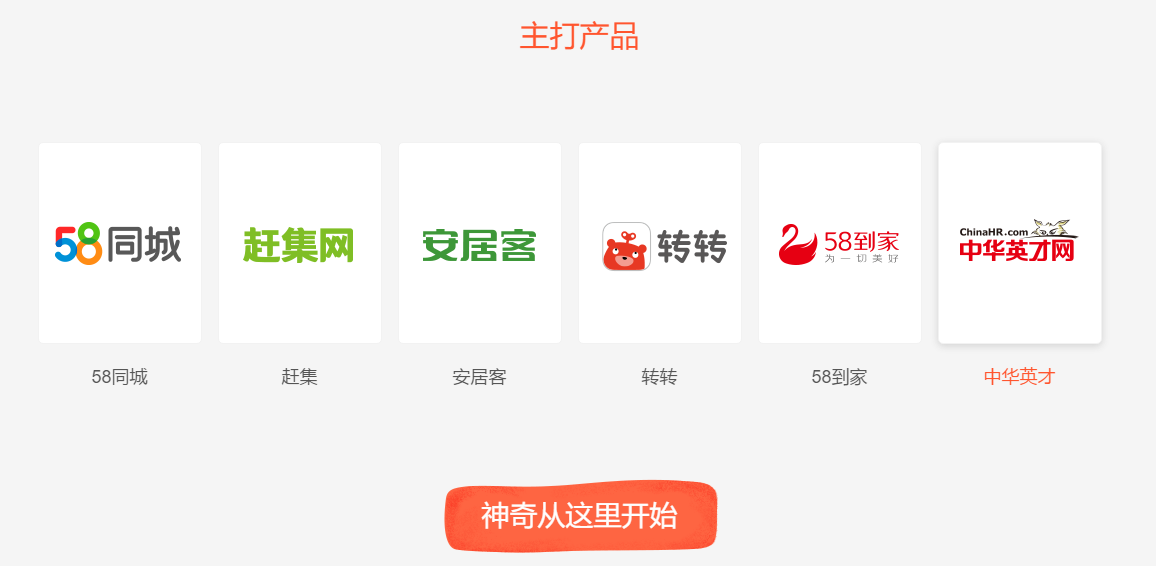 主打产品
58同城
赶集网
安居客
转转
58到家
为一切美好
ChinaHR.com
中华英才网
58同城
赶集
安居客
转转
58到家
中华英才
神奇从这里开始